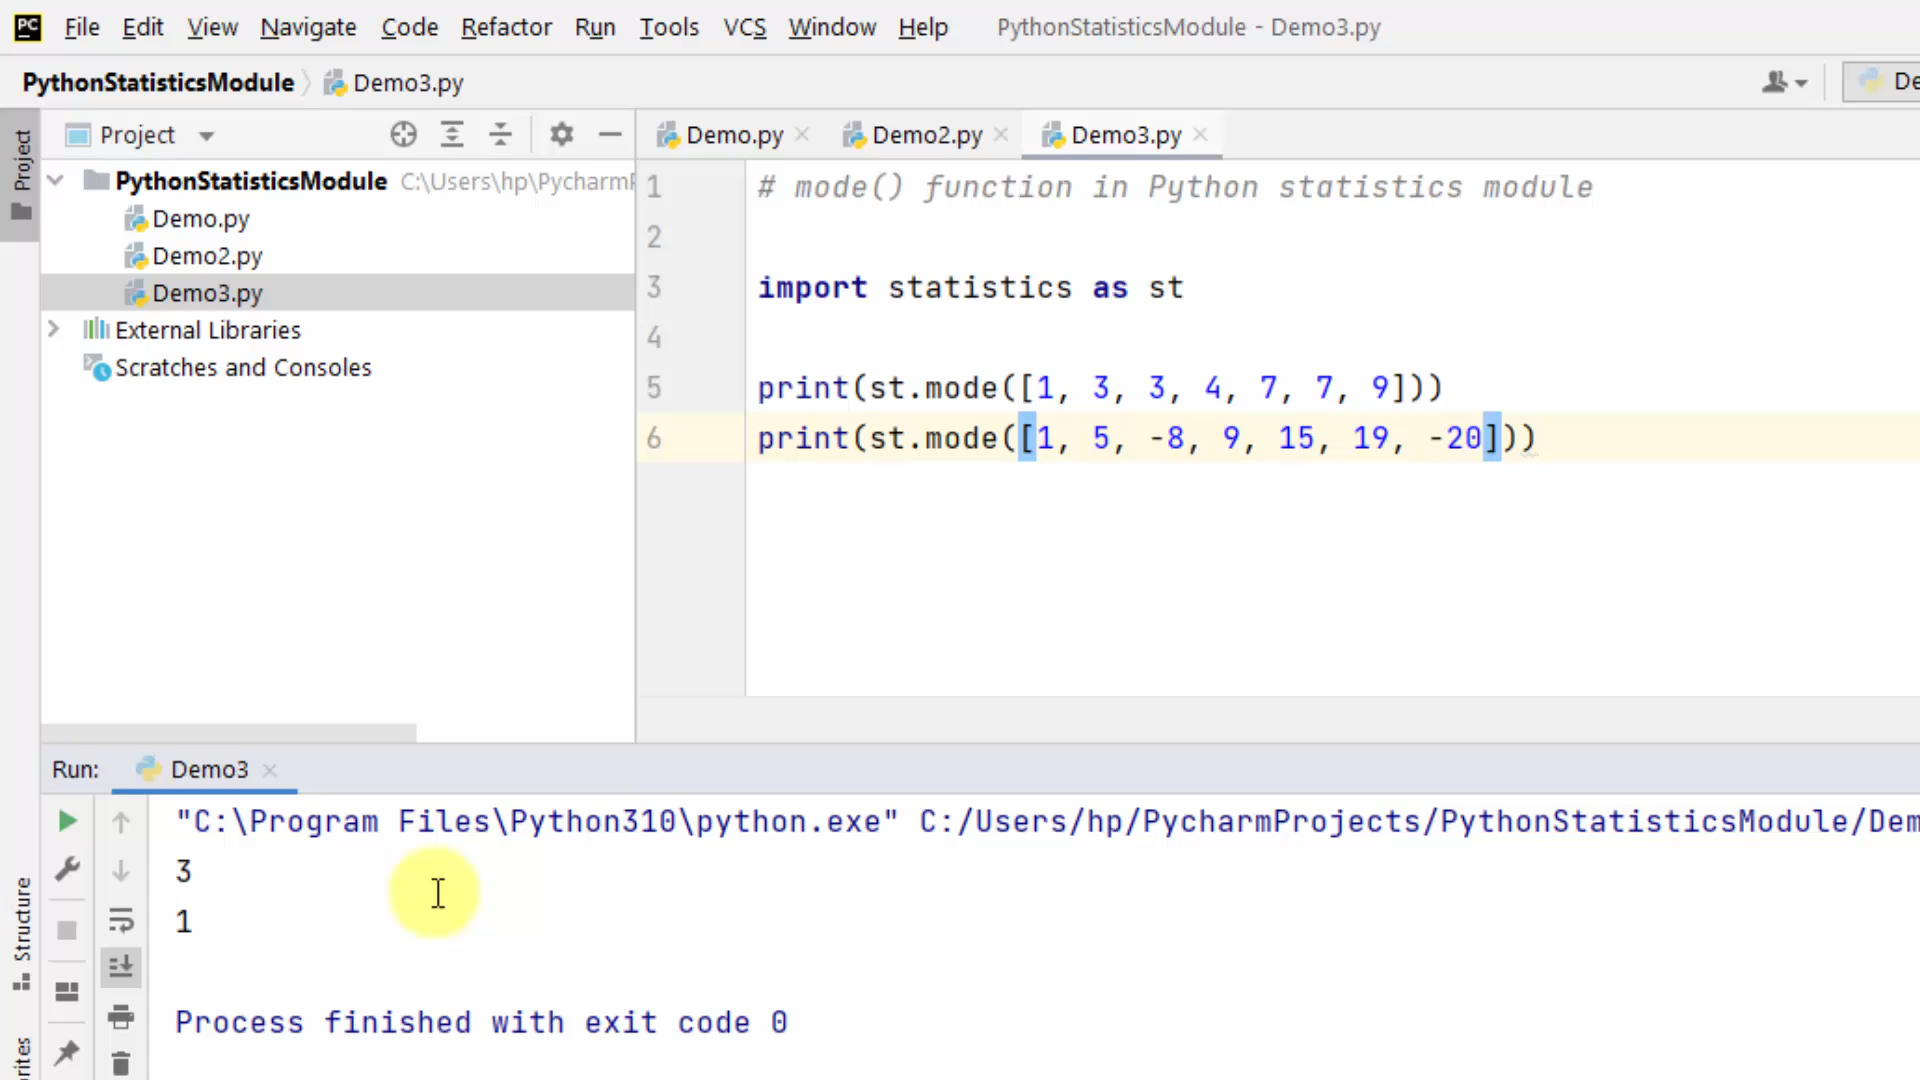 PC File Edit View Navigate Code Refactor Run Tools VCS Window Help PythonStatisticsModule - Demo3.py
PythonStatisticsModule Demo3.py
Project
Project
Demo.py Demo2.py Demo3.py
PythonStatisticsModule C:\Users\hp\Pycharm
Demo.py
Demo2.py
Demo3.py
External Libraries
Scratches and Consoles
1 # mode() function in Python statistics module
2
3 import statistics as st
4
5 print(st.mode([1, 3, 3, 4, 7, 7, 9]))
6 print(st.mode([1, 5, -8, 9, 15, 19, -20]))
Run: Demo3
"C:\Program Files\Python310\python.exe" C:/Users/hp/PycharmProjects/PythonStatisticsModule/Dem
3
1
Process finished with exit code 0
Structure